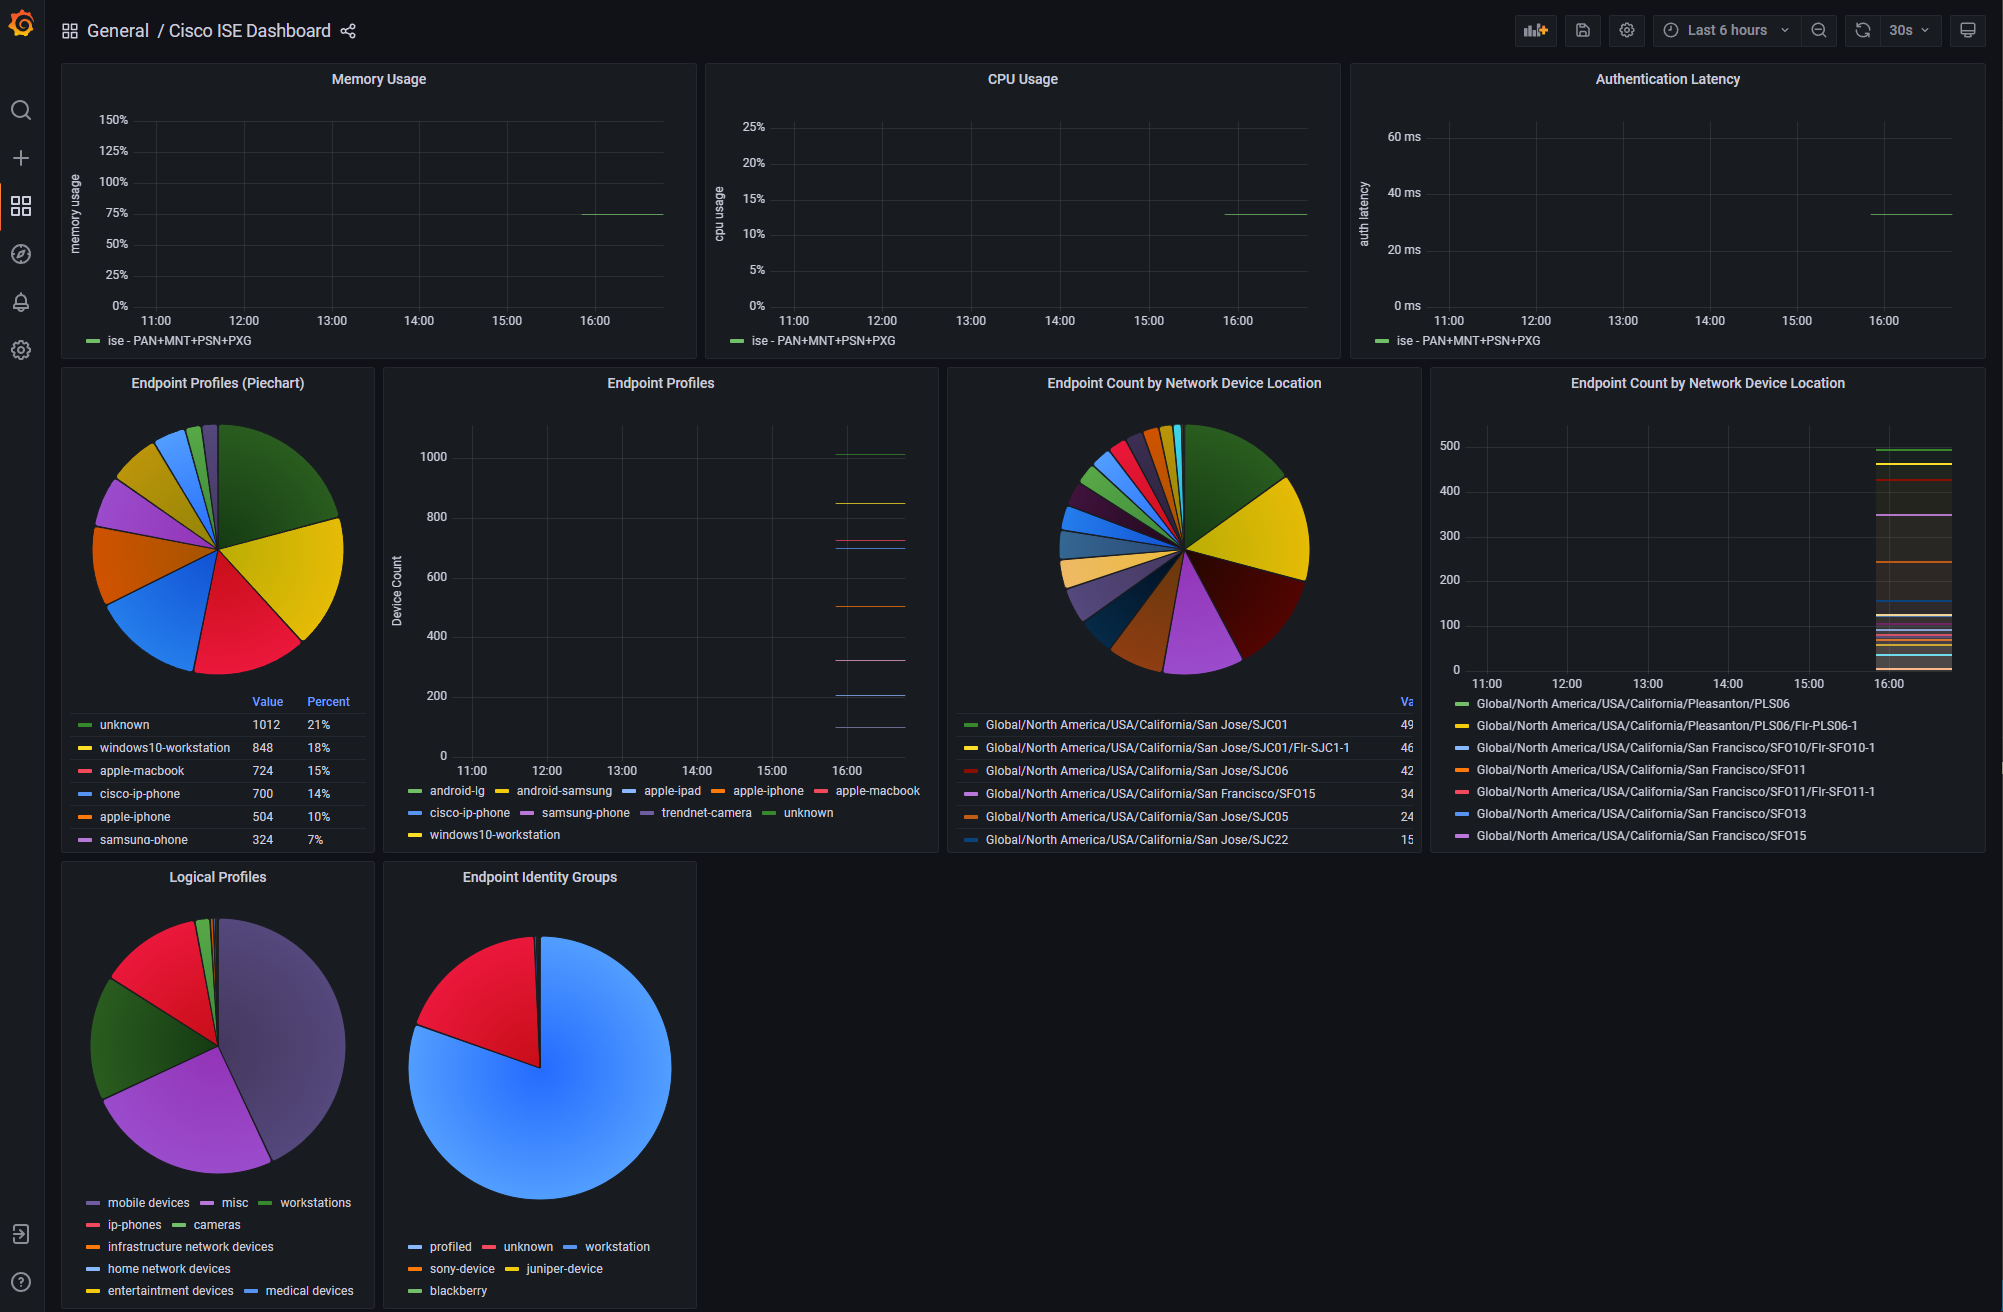 General / Cisco ISE Dashboard
Last 6 hours
30s
Memory Usage
memory usage
150%
125%
100%
75%
50%
25%
0%
11:00 12:00 13:00 14:00 15:00 16:00
ise - PAN+MNT+PSN+PXG
CPU Usage
cpu usage
25%
20%
15%
10%
5%
0%
11:00 12:00 13:00 14:00 15:00 16:00
ise - PAN+MNT+PSN+PXG
Authentication Latency
auth latency
60 ms
40 ms
20 ms
0 ms
11:00 12:00 13:00 14:00 15:00 16:00
ise - PAN+MNT+PSN+PXG
Endpoint Profiles (Piechart)
Value Percent
unknown 1012 21%
windows10-workstation 848 18%
apple-macbook 724 15%
cisco-ip-phone 700 14%
apple-iphone 504 10%
samsung-phone 324 7%
Endpoint Profiles
Device Count
1000
800
600
400
200
0
11:00 12:00 13:00 14:00 15:00 16:00
android-lg android-samsung apple-ipad apple-iphone apple-macbook
cisco-ip-phone samsung-phone trendnet-camera unknown
windows10-workstation
Endpoint Count by Network Device Location
Va
Global/North America/USA/California/San Jose/SJC01 49
Global/North America/USA/California/San Jose/SJC01/Flr-SJC1-1 46
Global/North America/USA/California/San Jose/SJC06 42
Global/North America/USA/California/San Francisco/SFO15 34
Global/North America/USA/California/San Jose/SJC05 24
Global/North America/USA/California/San Jose/SJC22 15
Endpoint Count by Network Device Location
500
400
300
200
100
0
11:00 12:00 13:00 14:00 15:00 16:00
Global/North America/USA/California/Pleasanton/PLS06
Global/North America/USA/California/Pleasanton/PLS06/Flr-PLS06-1
Global/North America/USA/California/San Francisco/SFO10/Flr-SFO10-1
Global/North America/USA/California/San Francisco/SFO11
Global/North America/USA/California/San Francisco/SFO11/Flr-SFO11-1
Global/North America/USA/California/San Francisco/SFO13
Global/North America/USA/California/San Francisco/SFO15
Logical Profiles
mobile devices misc workstations
ip-phones cameras
infrastructure network devices
home network devices
entertaintment devices medical devices
Endpoint Identity Groups
profiled unknown workstation
sony-device juniper-device
blackberry